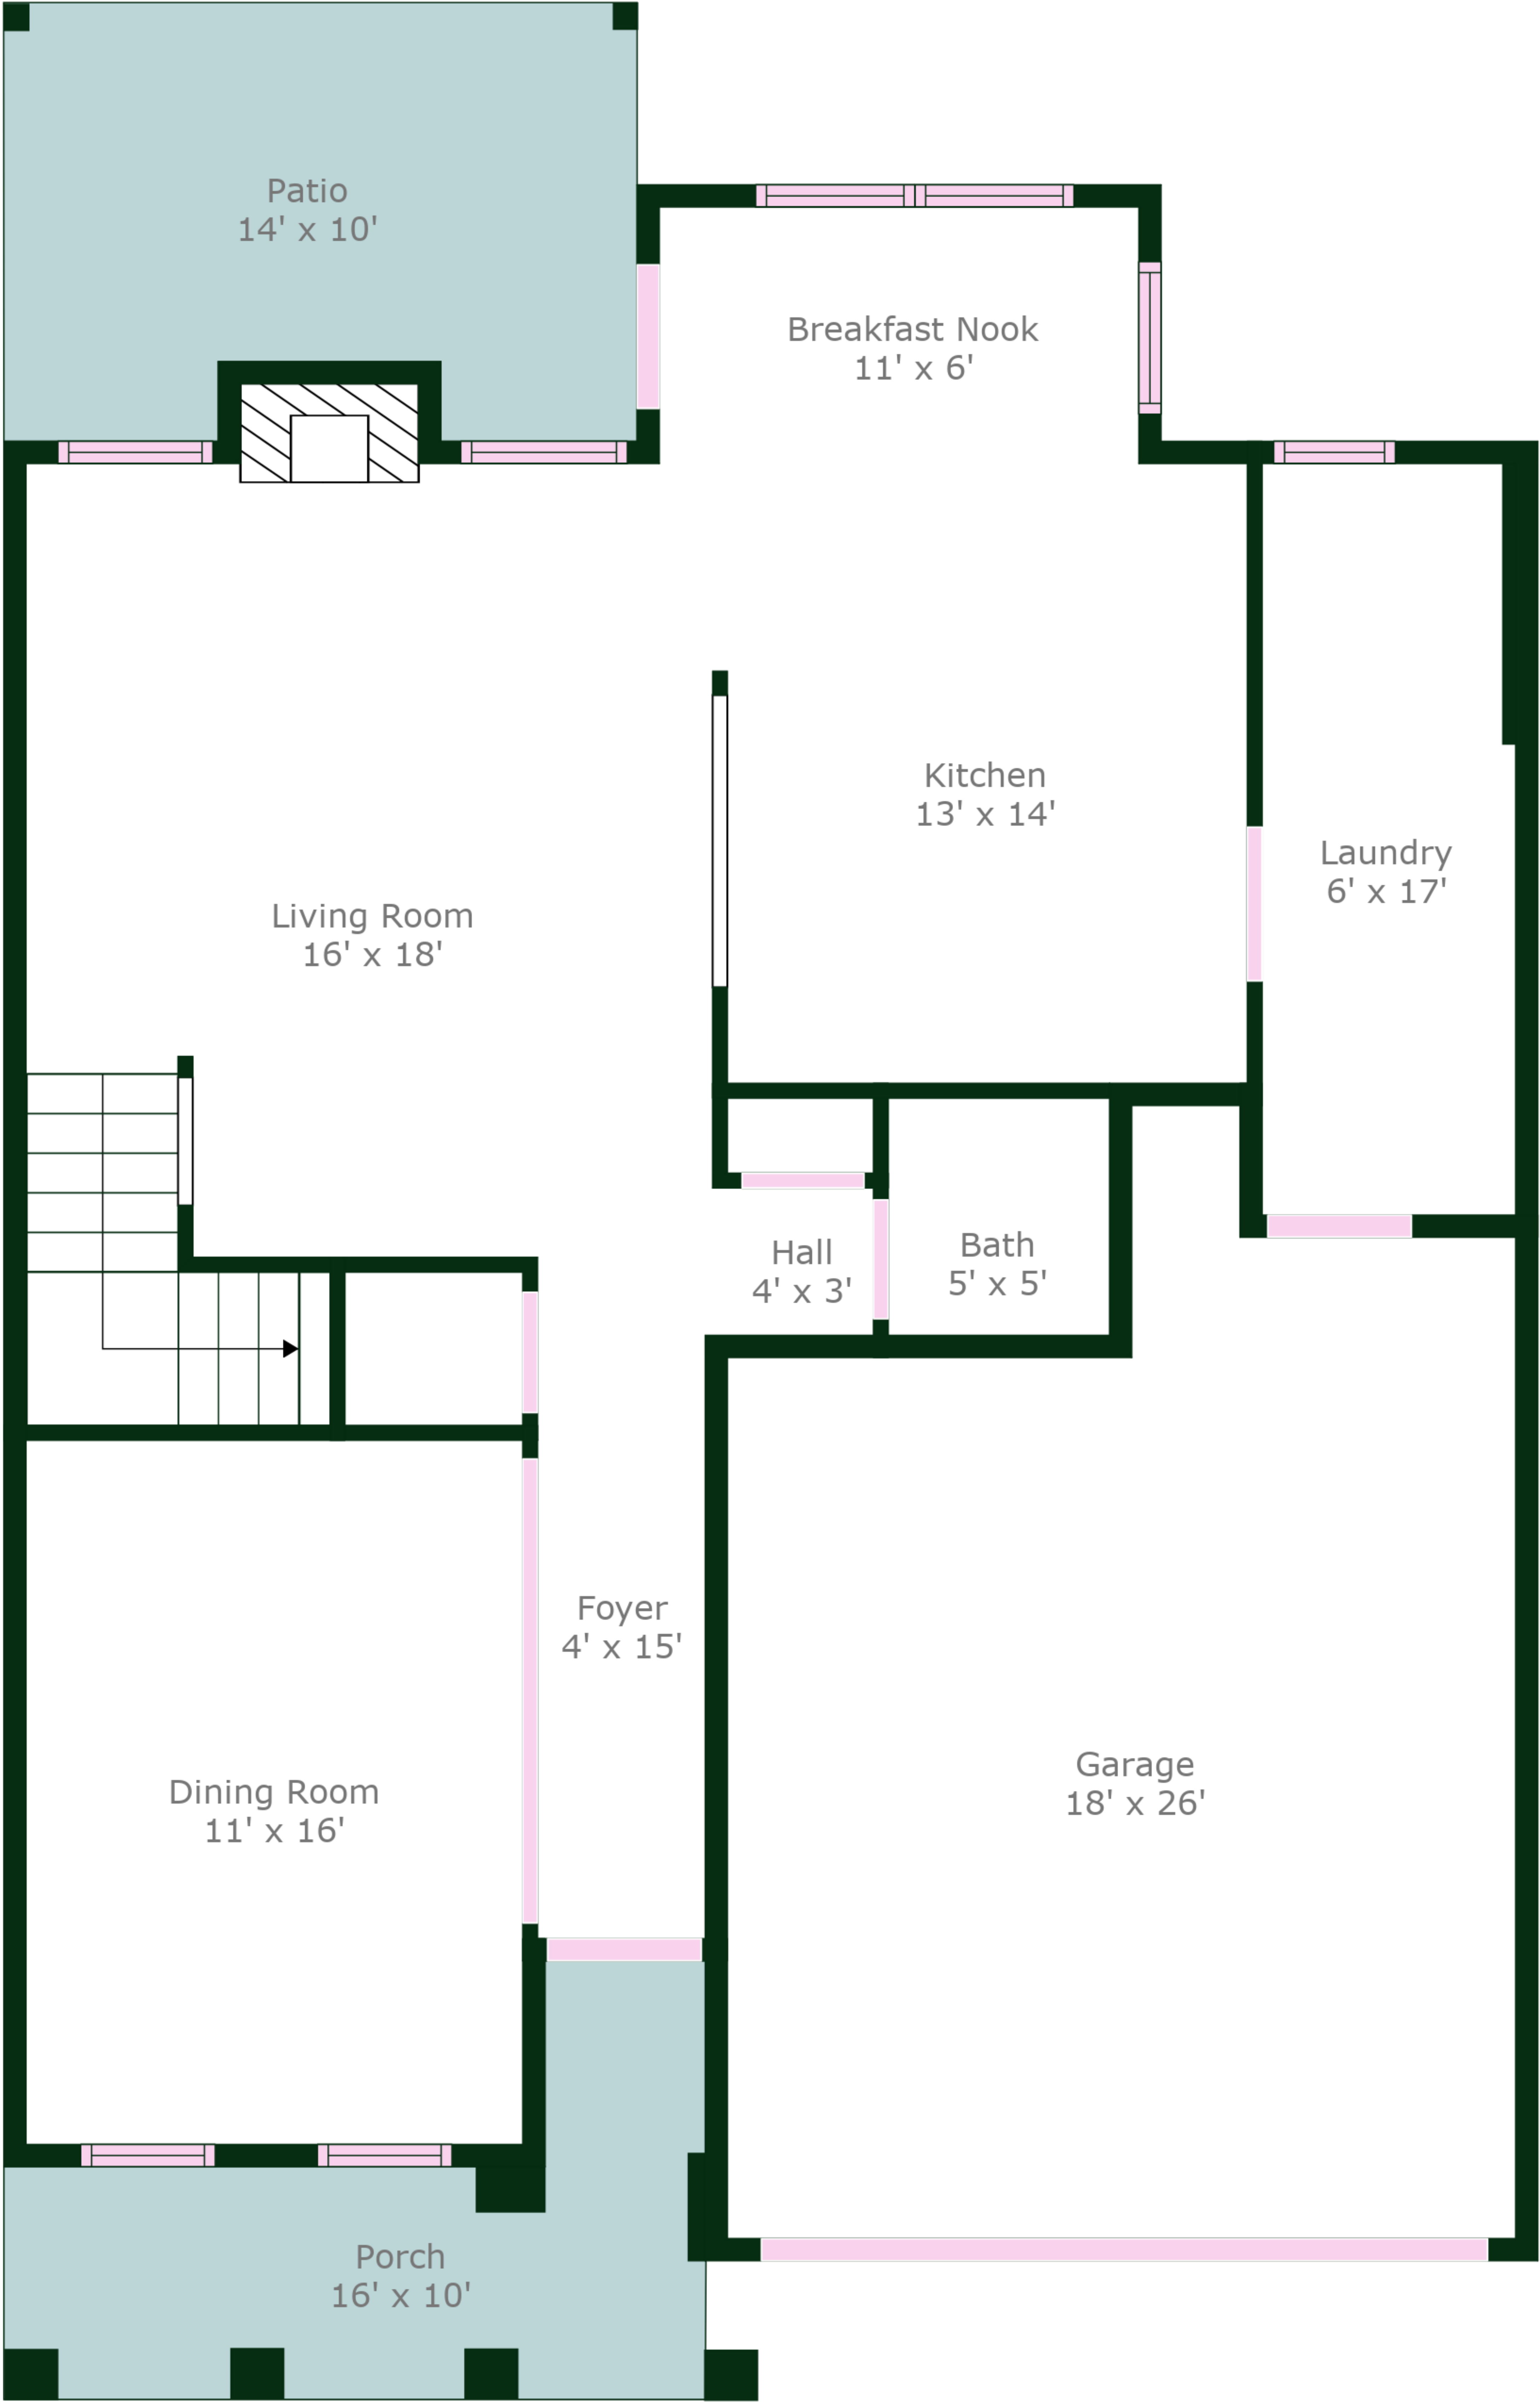 Patio
14' x 10'
Breakfast Nook
11' x 6'
Kitchen
13' x 14'
Laundry
6' x 17'
Living Room
16' x 18'
Hall
4' x 3'
Bath
5' x 5'
Foyer
4' x 15'
Garage
18' x 26'
Dining Room
11' x 16'
Porch
16' x 10'